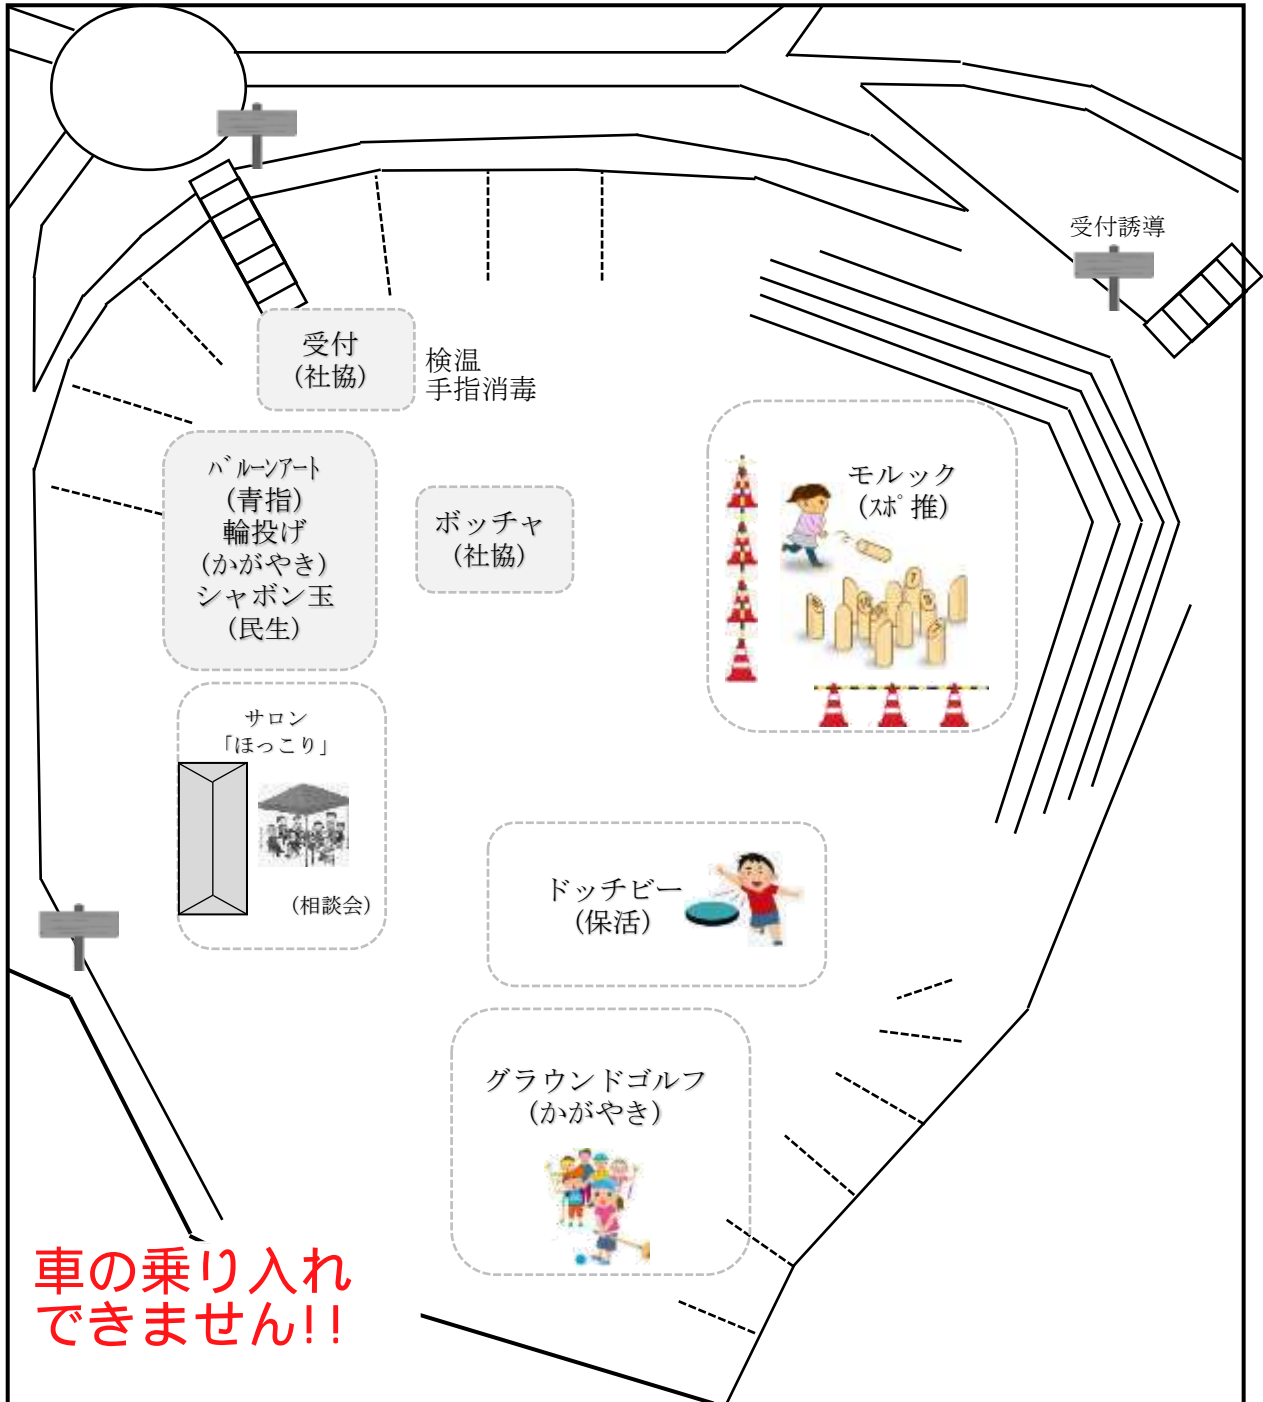 受付誘導
受付
(社協)
検温
手指消毒
ﾊﾞﾙｰﾝｱｰﾄ
(青指)
輪投げ
(かがやき)
シャボン玉
(民生)
ボッチャ
(社協)
モルック
(ｽﾎﾟ推)
サロン
「ほっこり」
(相談会)
ドッチビー
(保活)
グラウンドゴルフ
(かがやき)
車の乗り入れ
できません!!